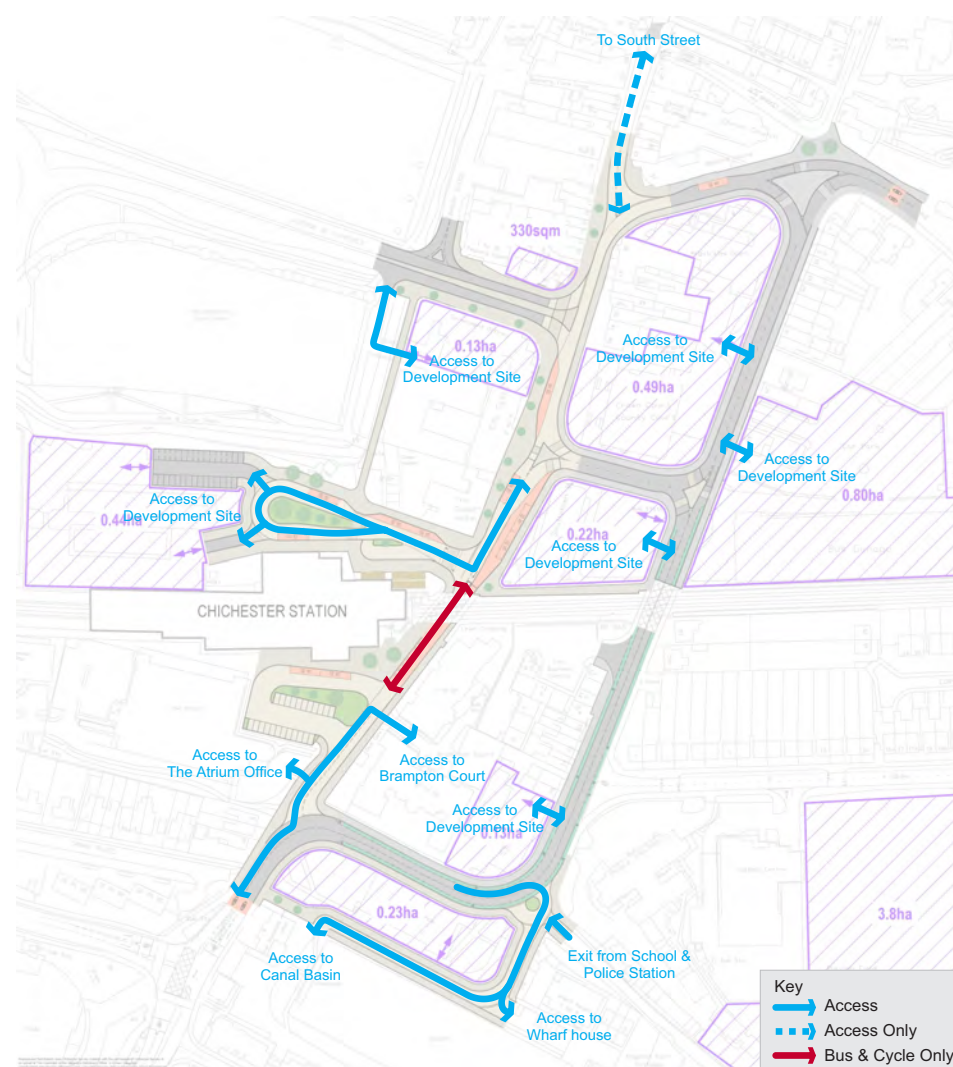 To South Street
330sqm
0.13ha
Access to
Development Site
Access to
Development Site
0.49ha
Access to
Development Site
0.80ha
Access to
Development Site
0.44ha
0.22ha
Access to
Development Site
CHICHESTER STATION
Access to
The Atrium Office
Access to
Brampton Court
Access to
Development Site
0.13ha
0.23ha
3.8ha
Access to
Canal Basin
Exit from School &
Police Station
Access to
Wharf house
Key
Access
Access Only
Bus & Cycle Only